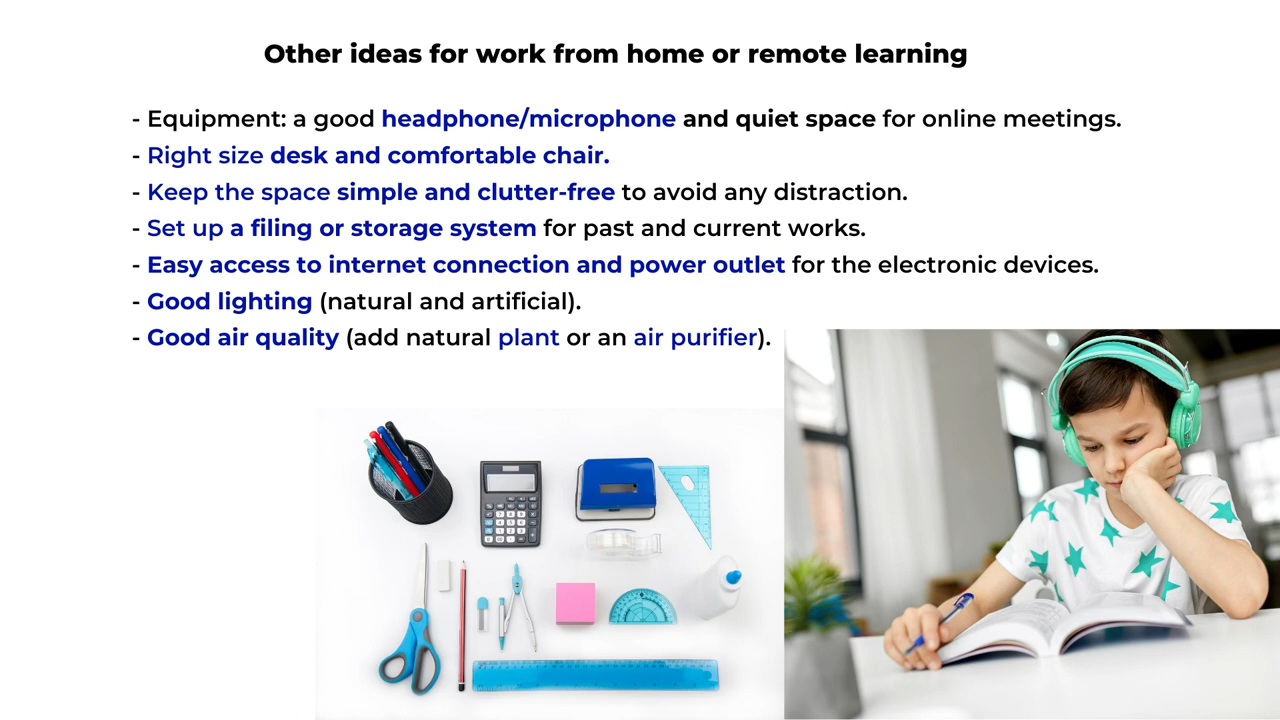 Other ideas for work from home or remote learning
- Equipment: a good headphone/microphone and quiet space for online meetings.
- Right size desk and comfortable chair.
- Keep the space simple and clutter-free to avoid any distraction.
- Set up a filing or storage system for past and current works.
- Easy access to internet connection and power outlet for the electronic devices.
- Good lighting (natural and artificial).
- Good air quality (add natural plant or an air purifier).